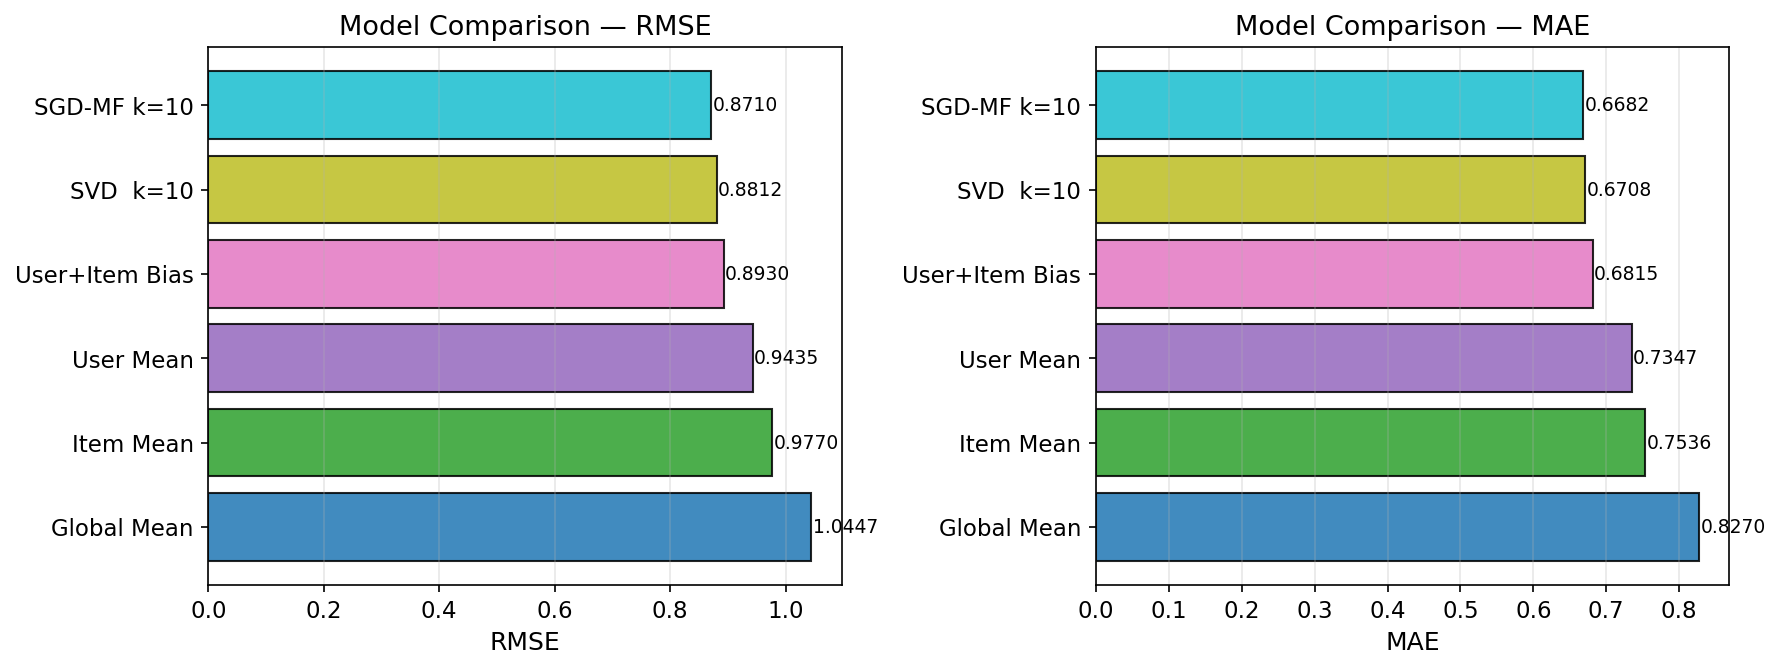 Model Comparison — RMSE
SGD-MF k=10
0.8710
SVD  k=10
0.8812
User+Item Bias
0.8930
User Mean
0.9435
Item Mean
0.9770
Global Mean
1.0447
0.0 0.2 0.4 0.6 0.8 1.0
RMSE
Model Comparison — MAE
SGD-MF k=10
0.6682
SVD  k=10
0.6708
User+Item Bias
0.6815
User Mean
0.7347
Item Mean
0.7536
Global Mean
0.8270
0.0 0.1 0.2 0.3 0.4 0.5 0.6 0.7 0.8
MAE